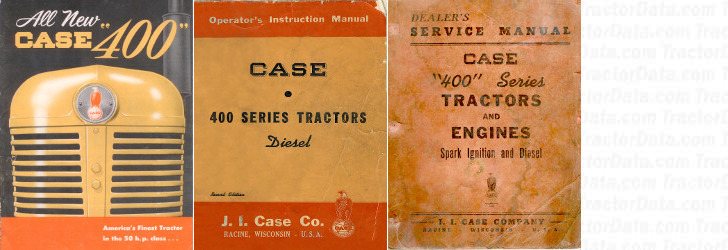 All New
CASE "400"
America's Finest Tractor
in the 50 h.p. class . . .
Operator's Instruction Manual
CASE
•
400 SERIES TRACTORS
Diesel
Second Edition
J. I. Case Co.
RACINE, WISCONSIN - U. S. A.
DEALER'S
SERVICE MANUAL
CASE
"400" Series
TRACTORS
AND
ENGINES
Spark Ignition and Diesel
J. I. CASE COMPANY
RACINE - WISCONSIN - U. S. A.
TractorData.com